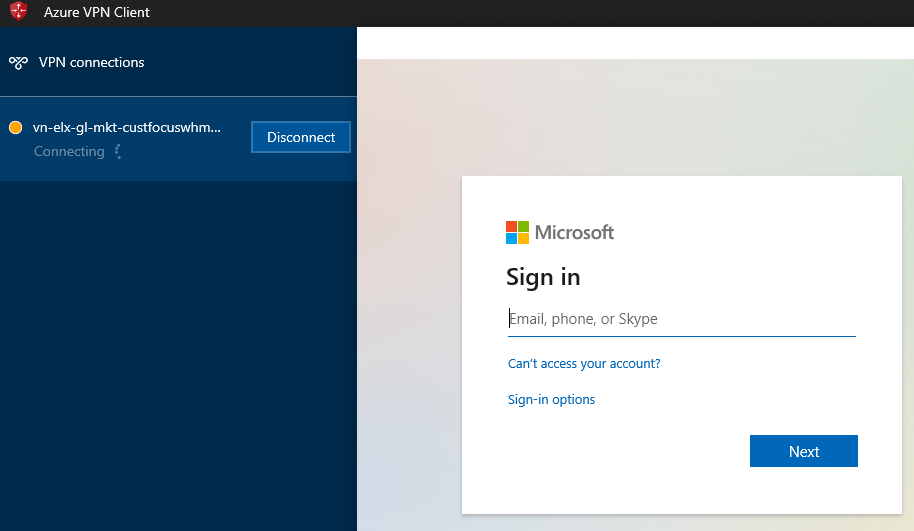 Azure VPN Client
VPN connections
vn-elx-gl-mkt-custfocuswhm...
Connecting
Disconnect
Microsoft
Sign in
Email, phone, or Skype
Can't access your account?
Sign-in options
Next